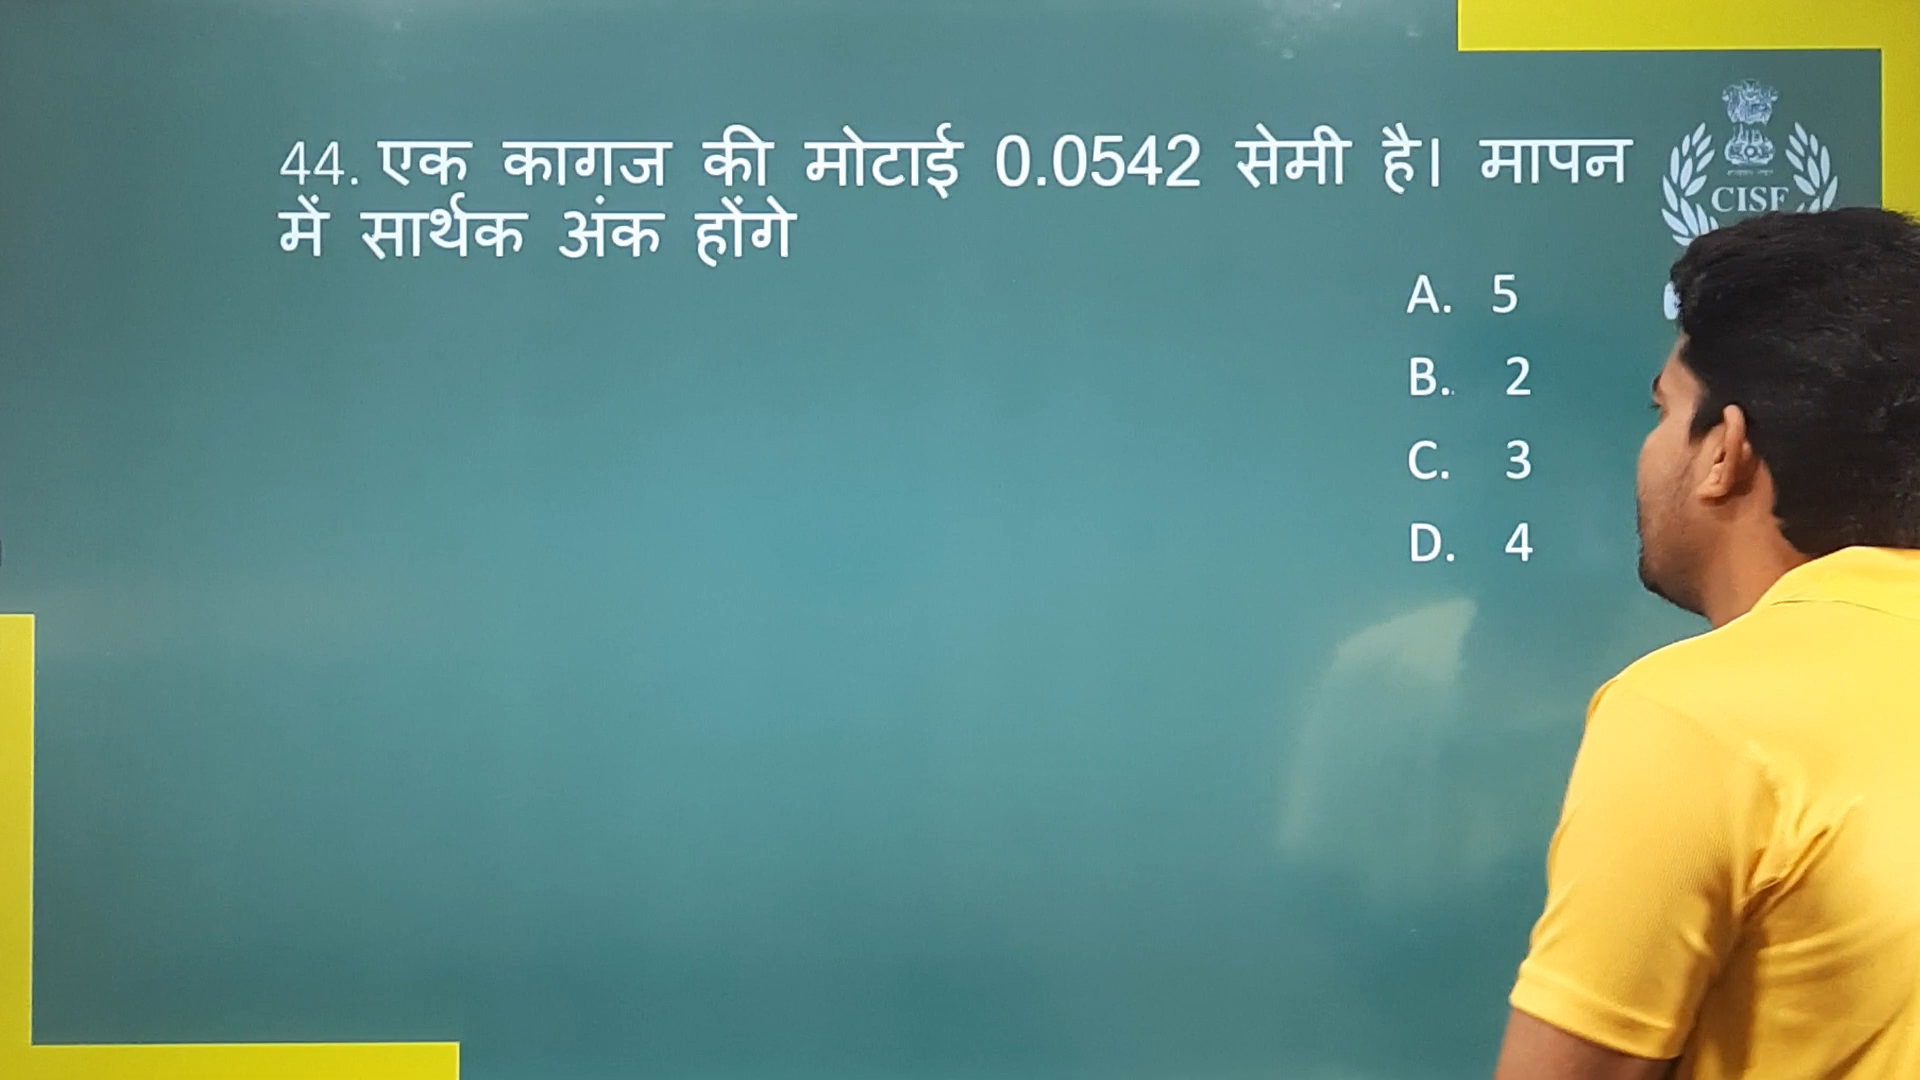 44. एक कागज की मोटाई 0.0542 सेमी है। मापन
में सार्थक अंक होंगे
CISF
A. 5
B.. 2
C. 3
D. 4